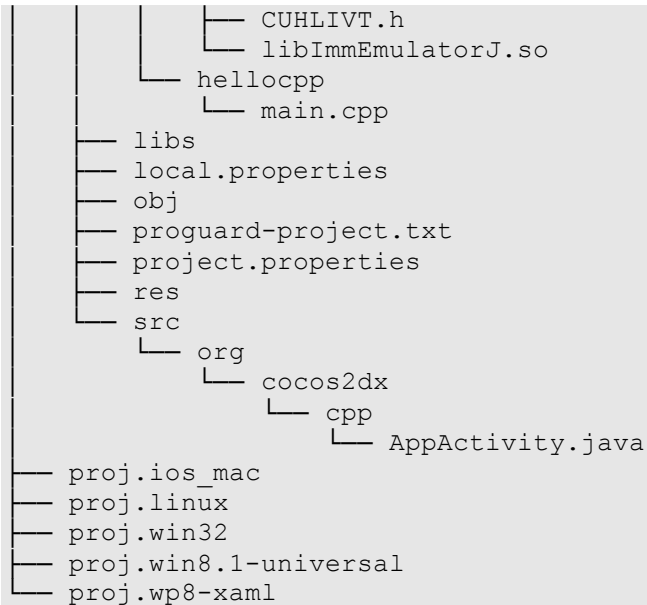 │   │   │   ├── CUHLIVT.h
│   │   │   └── libImmEmulatorJ.so
│   │   └── hellocpp
│   │       └── main.cpp
│   ├── libs
│   ├── local.properties
│   ├── obj
│   ├── proguard-project.txt
│   ├── project.properties
│   ├── res
│   └── src
│       └── org
│           └── cocos2dx
│               └── cpp
│                   └── AppActivity.java
├── proj.ios_mac
├── proj.linux
├── proj.win32
├── proj.win8.1-universal
└── proj.wp8-xaml